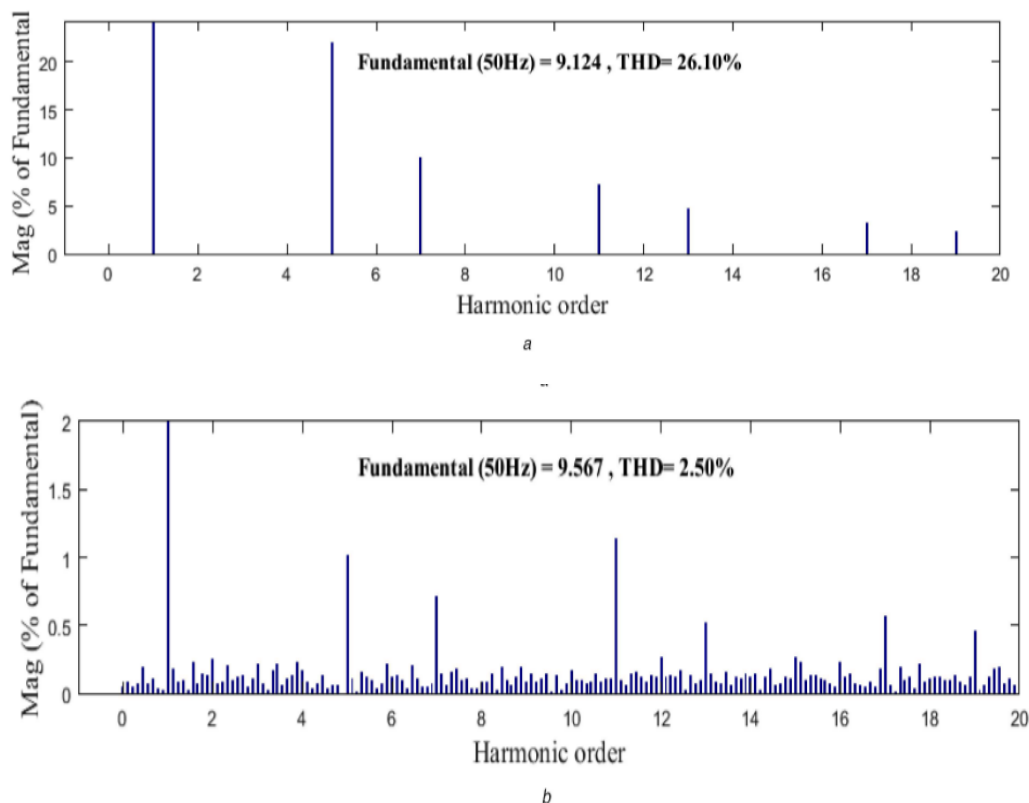 Mag (% of Fundamental)
20
15
10
5
0
Fundamental (50Hz) = 9.124 , THD= 26.10%
0 2 4 6 8 10 12 14 16 18 20
Harmonic order
a
Mag (% of Fundamental)
2
1.5
1
0.5
0
Fundamental (50Hz) = 9.567 , THD= 2.50%
0 2 4 6 8 10 12 14 16 18 20
Harmonic order
b